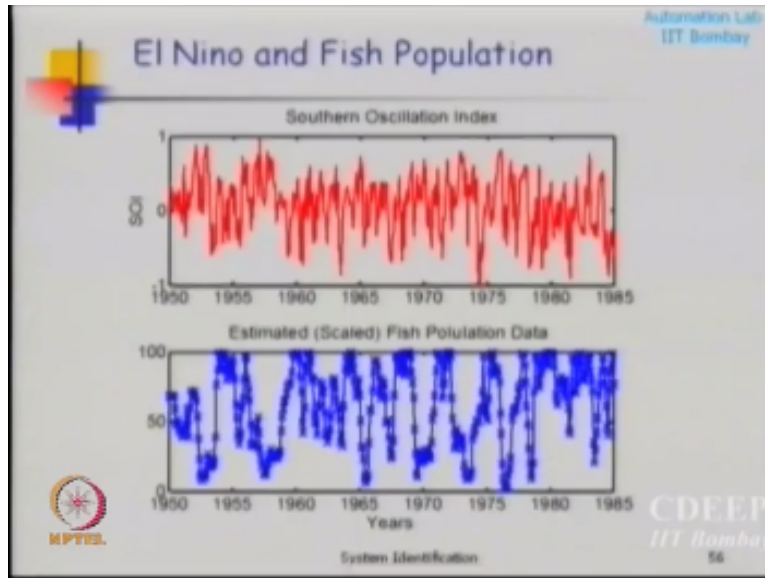 Automation Lab
IIT Bombay
El Nino and Fish Population
Southern Oscillation Index
SOI
1
0
-1
1950 1955 1960 1965 1970 1975 1980 1985
Estimated (Scaled) Fish Polulation Data
100
50
0
1950 1955 1960 1965 1970 1975 1980 1985
Years
NPTEL
System Identification
CDEEP
IIT Bombay
56